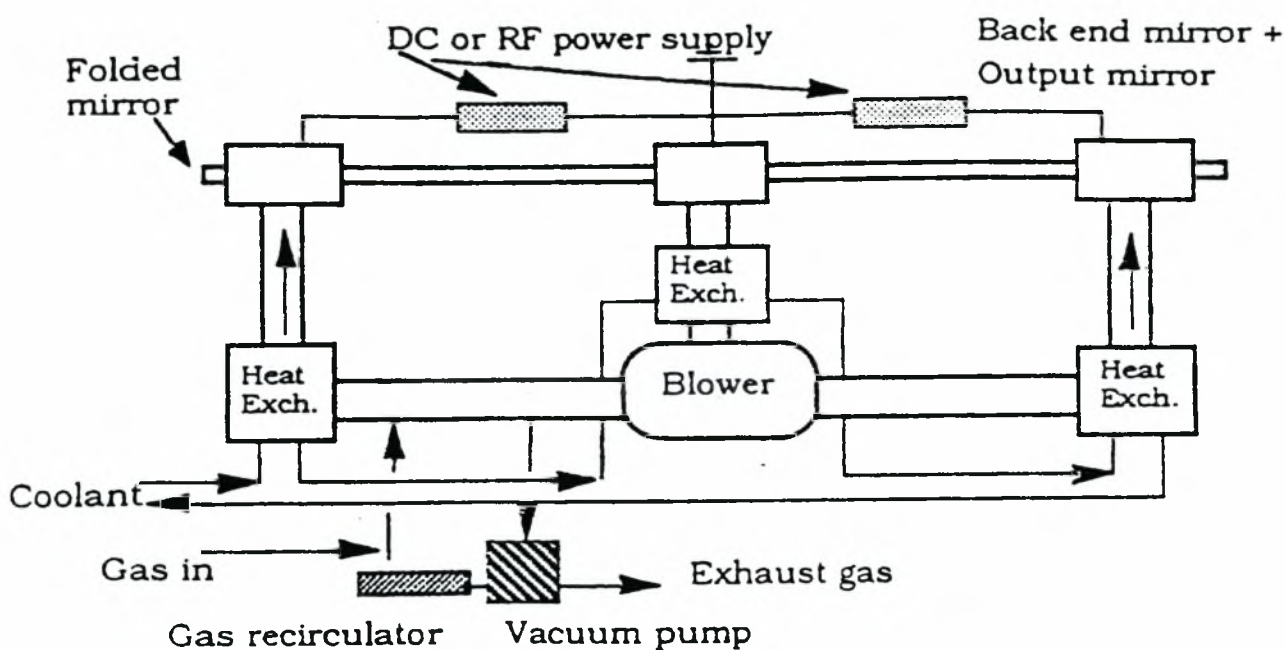 DC or RF power supply
Back end mirror +
Output mirror
Folded
mirror
Heat
Exch.
Heat
Exch.
Blower
Heat
Exch.
Coolant
Gas in
Exhaust gas
Gas recirculator
Vacuum pump